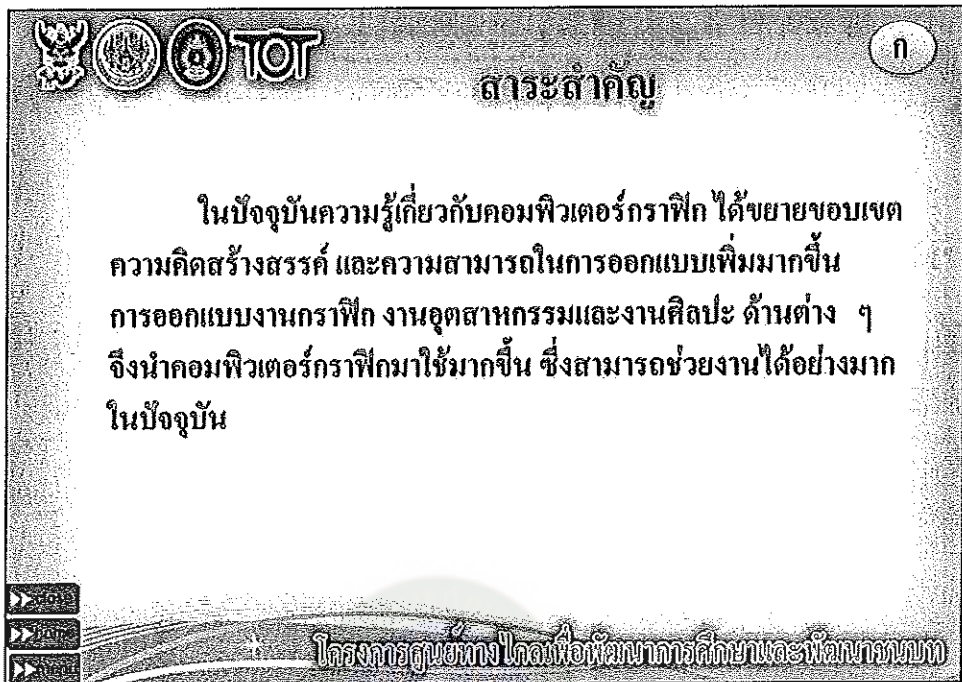 TOT
ก
สาระสำคัญ
ในปัจจุบันความรู้เกี่ยวกับคอมพิวเตอร์กราฟิก ได้ขยายขอบเขต
ความคิดสร้างสรรค์ และความสามารถในการออกแบบเพิ่มมากขึ้น
การออกแบบงานกราฟิก งานอุตสาหกรรมและงานศิลปะ ด้านต่าง ๆ
จึงนำคอมพิวเตอร์กราฟิกมาใช้มากขึ้น ซึ่งสามารถช่วยงานได้อย่างมาก
ในปัจจุบัน
home
โครงการศูนย์ทางไกลเพื่อพัฒนาการศึกษาและพัฒนาชนบท